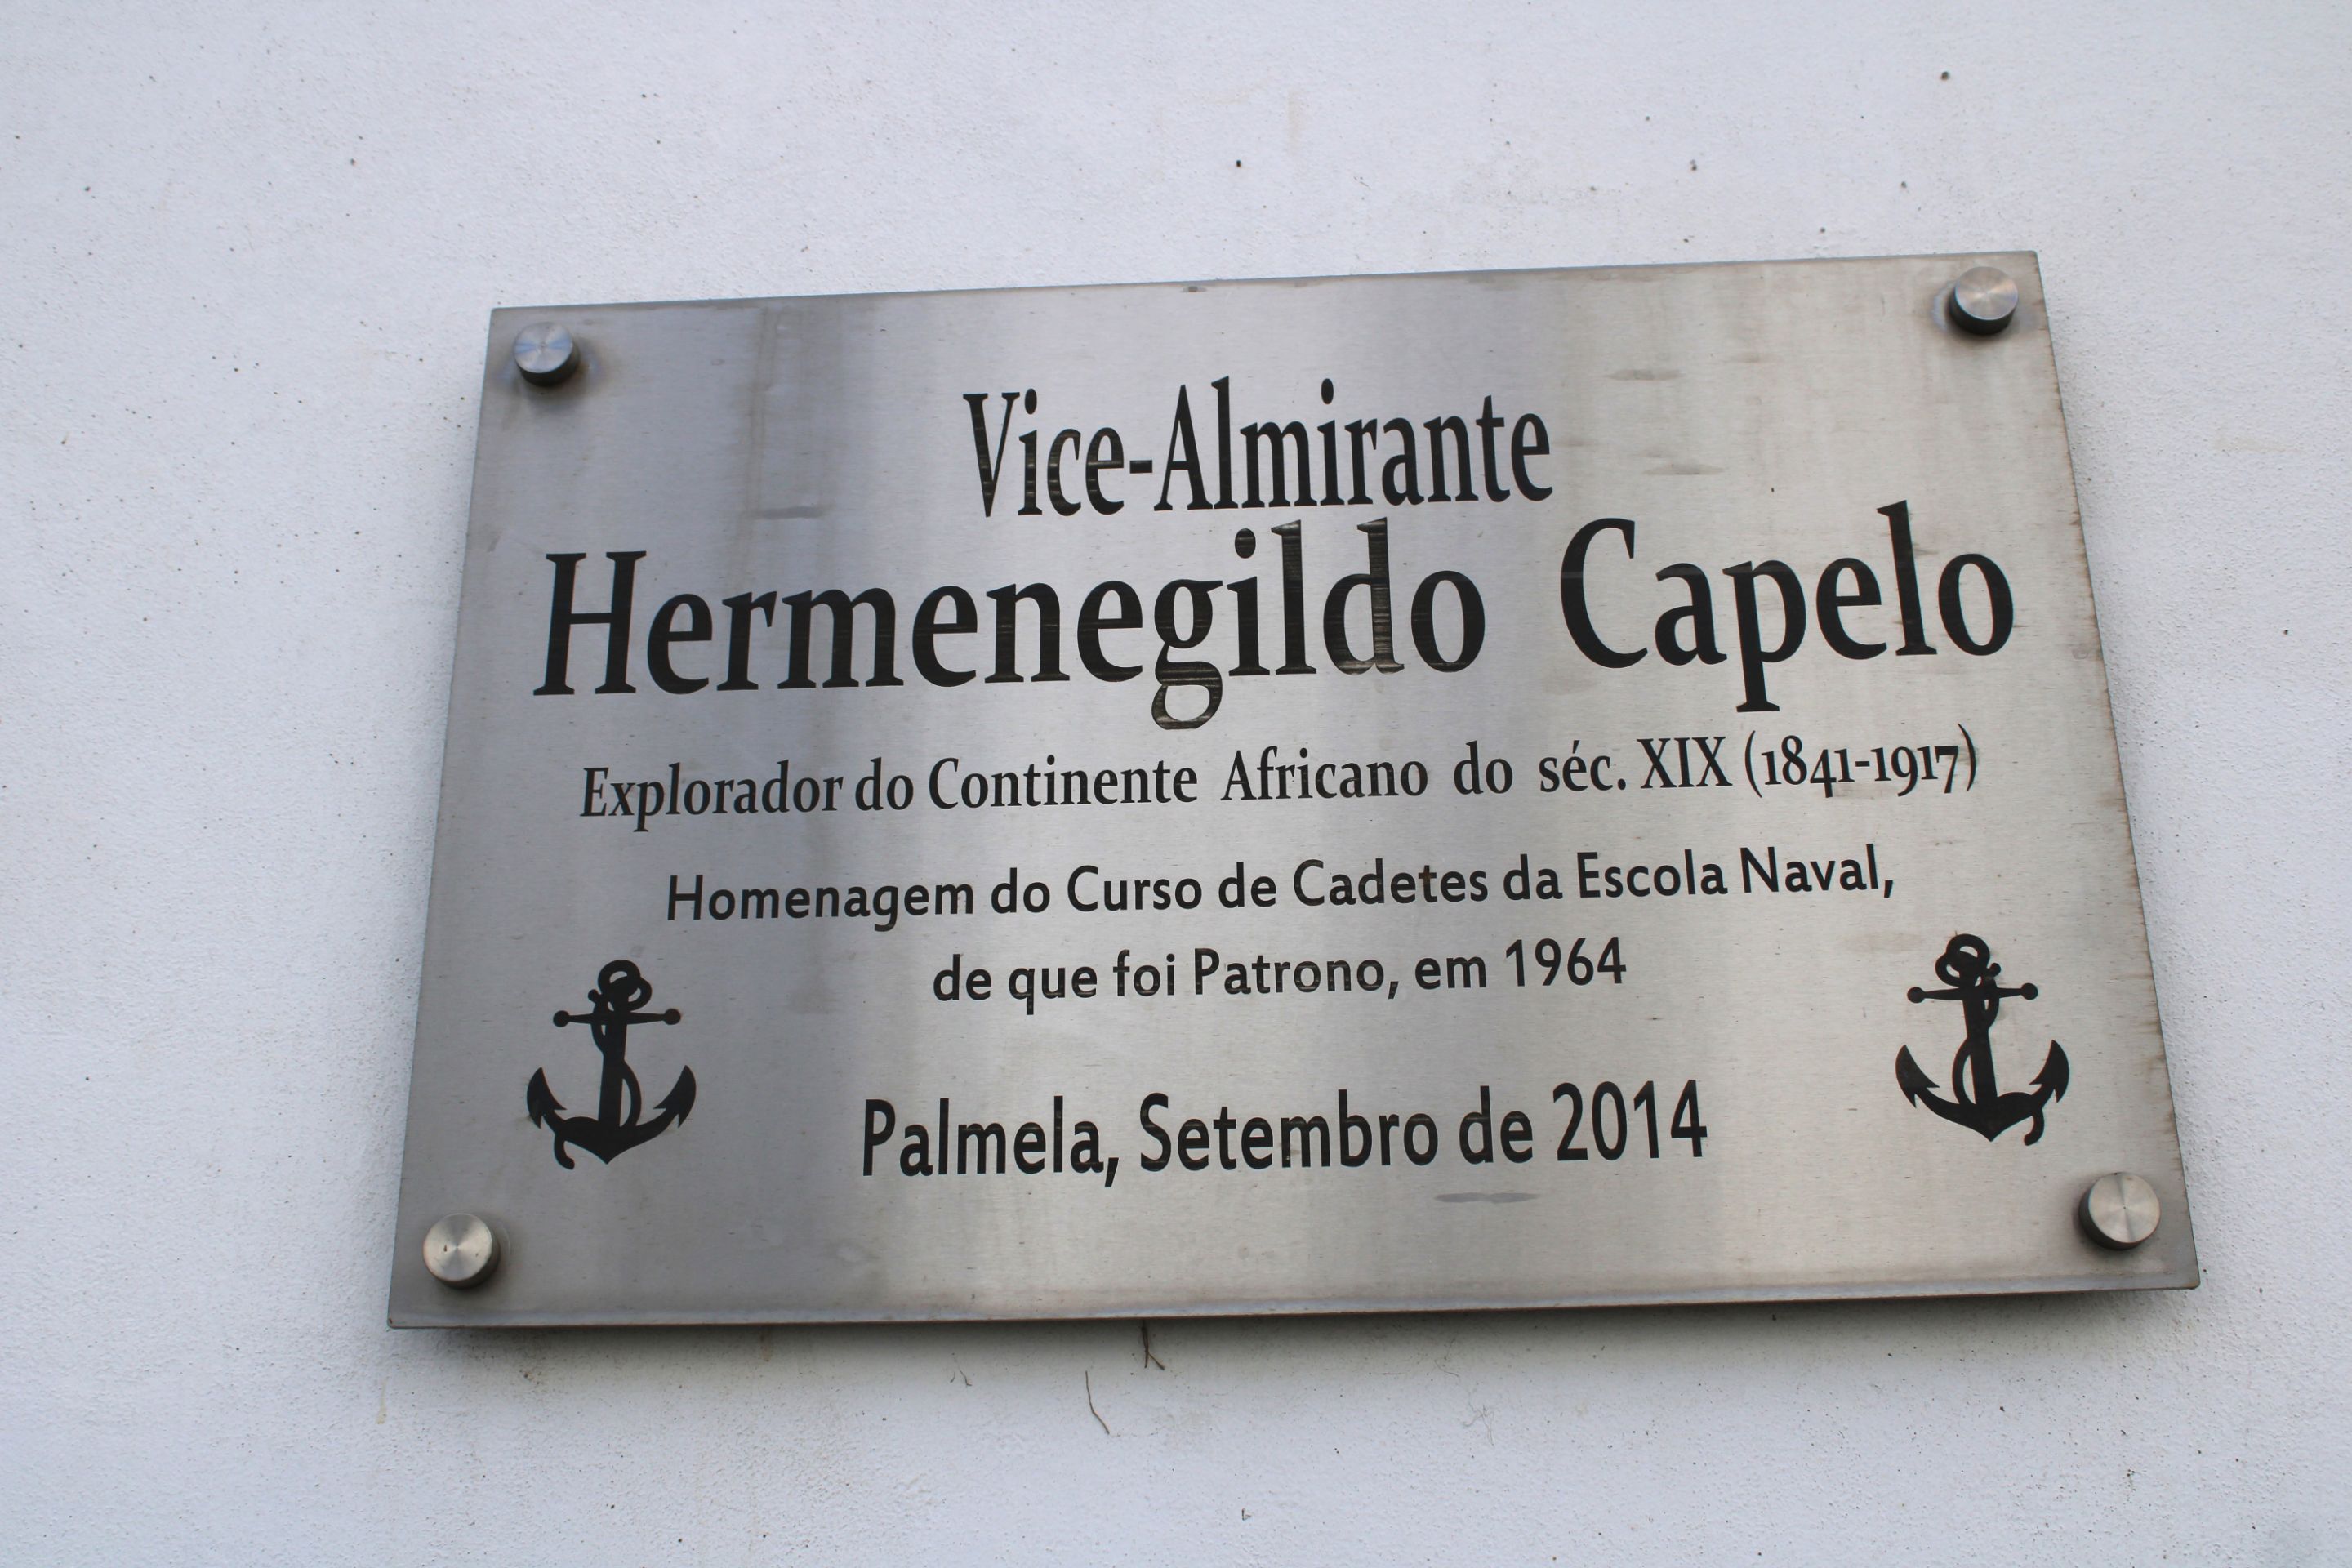 Vice-Almirante
Hermenegildo Capelo
Explorador do Continente Africano do séc. XIX (1841-1917)
Homenagem do Curso de Cadetes da Escola Naval,
de que foi Patrono, em 1964
Palmela, Setembro de 2014